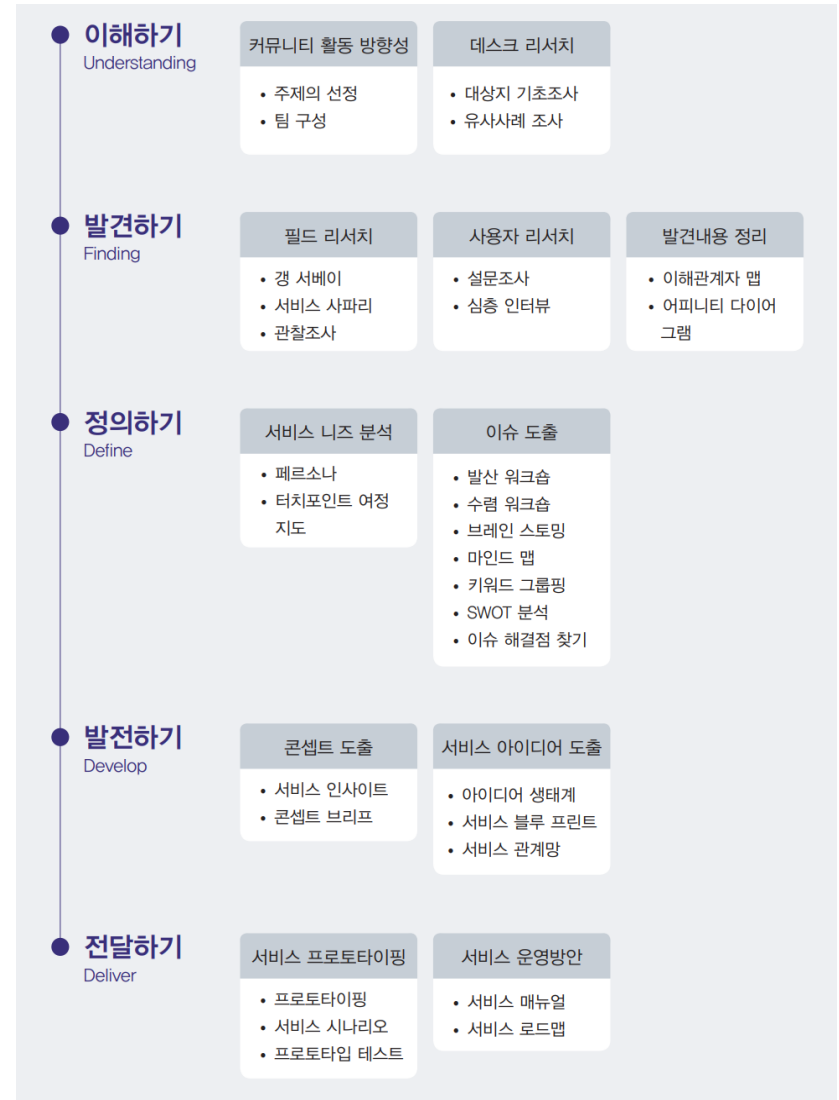 이해하기
Understanding
커뮤니티 활동 방향성
• 주제의 선정
• 팀 구성
데스크 리서치
• 대상지 기초조사
• 유사사례 조사
발견하기
Finding
필드 리서치
• 갱 서베이
• 서비스 사파리
• 관찰조사
사용자 리서치
• 설문조사
• 심층 인터뷰
발견내용 정리
• 이해관계자 맵
• 어피니티 다이어
그램
정의하기
Define
서비스 니즈 분석
• 페르소나
• 터치포인트 여정
지도
이슈 도출
• 발산 워크숍
• 수렴 워크숍
• 브레인 스토밍
• 마인드 맵
• 키워드 그룹핑
• SWOT 분석
• 이슈 해결점 찾기
발전하기
Develop
콘셉트 도출
• 서비스 인사이트
• 콘셉트 브리프
서비스 아이디어 도출
• 아이디어 생태계
• 서비스 블루 프린트
• 서비스 관계망
전달하기
Deliver
서비스 프로토타이핑
• 프로토타이핑
• 서비스 시나리오
• 프로토타입 테스트
서비스 운영방안
• 서비스 매뉴얼
• 서비스 로드맵